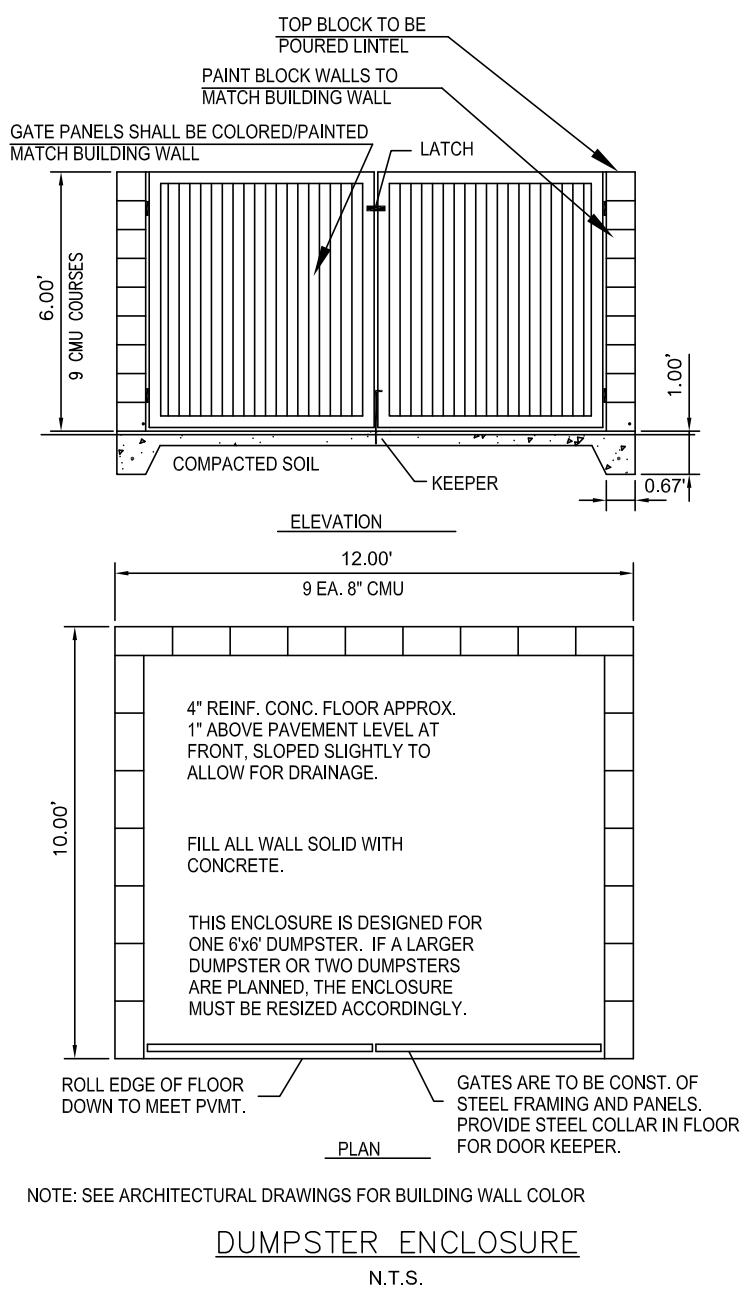 TOP BLOCK TO BE
POURED LINTEL
PAINT BLOCK WALLS TO
MATCH BUILDING WALL
GATE PANELS SHALL BE COLORED/PAINTED
MATCH BUILDING WALL
LATCH
6.00'
9 CMU COURSES
1.00'
COMPACTED SOIL
KEEPER
0.67'
ELEVATION
12.00'
9 EA. 8" CMU
10.00'
4" REINF. CONC. FLOOR APPROX.
1" ABOVE PAVEMENT LEVEL AT
FRONT, SLOPED SLIGHTLY TO
ALLOW FOR DRAINAGE.
FILL ALL WALL SOLID WITH
CONCRETE.
THIS ENCLOSURE IS DESIGNED FOR
ONE 6'x6' DUMPSTER. IF A LARGER
DUMPSTER OR TWO DUMPSTERS
ARE PLANNED, THE ENCLOSURE
MUST BE RESIZED ACCORDINGLY.
ROLL EDGE OF FLOOR
DOWN TO MEET PVMT.
GATES ARE TO BE CONST. OF
STEEL FRAMING AND PANELS.
PROVIDE STEEL COLLAR IN FLOOR
FOR DOOR KEEPER.
PLAN
NOTE: SEE ARCHITECTURAL DRAWINGS FOR BUILDING WALL COLOR
DUMPSTER ENCLOSURE
N.T.S.